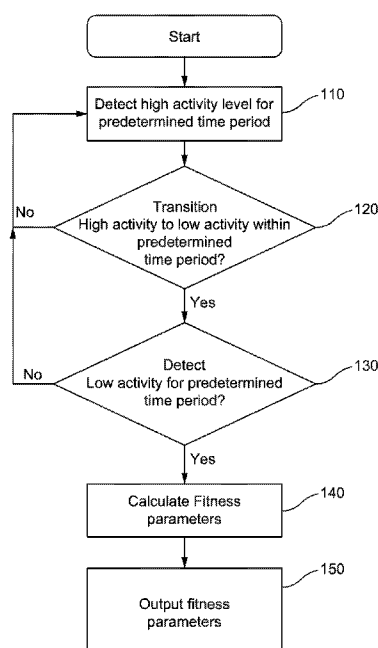 Start
Detect high activity level for
predetermined time period
110
Transition
High activity to low activity within
predetermined
time period?
120
No
Yes
Detect
Low activity for predetermined
time period?
130
No
Yes
Calculate Fitness
parameters
140
Output fitness
parameters
150